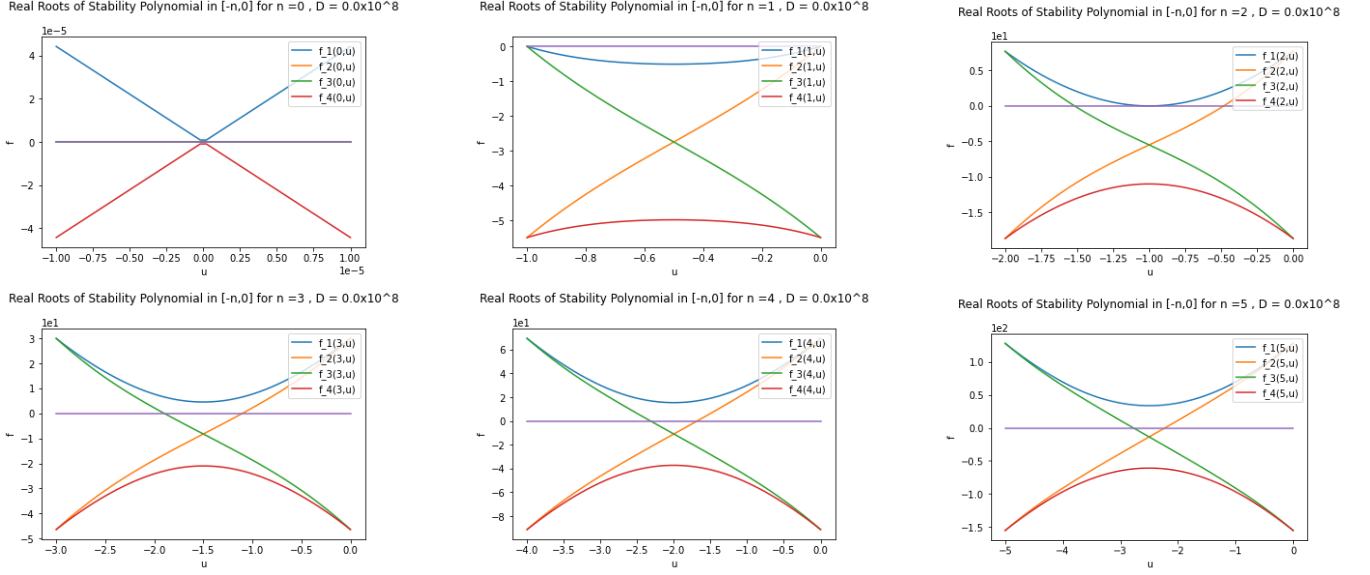 Real Roots of Stability Polynomial in [-n,0] for n =0 , D = 0.0x10^8
1e−5
4
2
0
−2
−4
f
−1.00 −0.75 −0.50 −0.25 0.00 0.25 0.50 0.75 1.00
u
1e−5
f_1(0,u)
f_2(0,u)
f_3(0,u)
f_4(0,u)
Real Roots of Stability Polynomial in [-n,0] for n =1 , D = 0.0x10^8
0
−1
−2
−3
−4
−5
f
−1.0 −0.8 −0.6 −0.4 −0.2 0.0
u
f_1(1,u)
f_2(1,u)
f_3(1,u)
f_4(1,u)
Real Roots of Stability Polynomial in [-n,0] for n =2 , D = 0.0x10^8
1e1
0.5
0.0
−0.5
−1.0
−1.5
f
−2.00 −1.75 −1.50 −1.25 −1.00 −0.75 −0.50 −0.25 0.00
u
f_1(2,u)
f_2(2,u)
f_3(2,u)
f_4(2,u)
Real Roots of Stability Polynomial in [-n,0] for n =3 , D = 0.0x10^8
1e1
3
2
1
0
−1
−2
−3
−4
−5
f
−3.0 −2.5 −2.0 −1.5 −1.0 −0.5 0.0
u
f_1(3,u)
f_2(3,u)
f_3(3,u)
f_4(3,u)
Real Roots of Stability Polynomial in [-n,0] for n =4 , D = 0.0x10^8
1e1
6
4
2
0
−2
−4
−6
−8
f
−4.0 −3.5 −3.0 −2.5 −2.0 −1.5 −1.0 −0.5 0.0
u
f_1(4,u)
f_2(4,u)
f_3(4,u)
f_4(4,u)
Real Roots of Stability Polynomial in [-n,0] for n =5 , D = 0.0x10^8
1e2
1.0
0.5
0.0
−0.5
−1.0
−1.5
f
−5 −4 −3 −2 −1 0
u
f_1(5,u)
f_2(5,u)
f_3(5,u)
f_4(5,u)